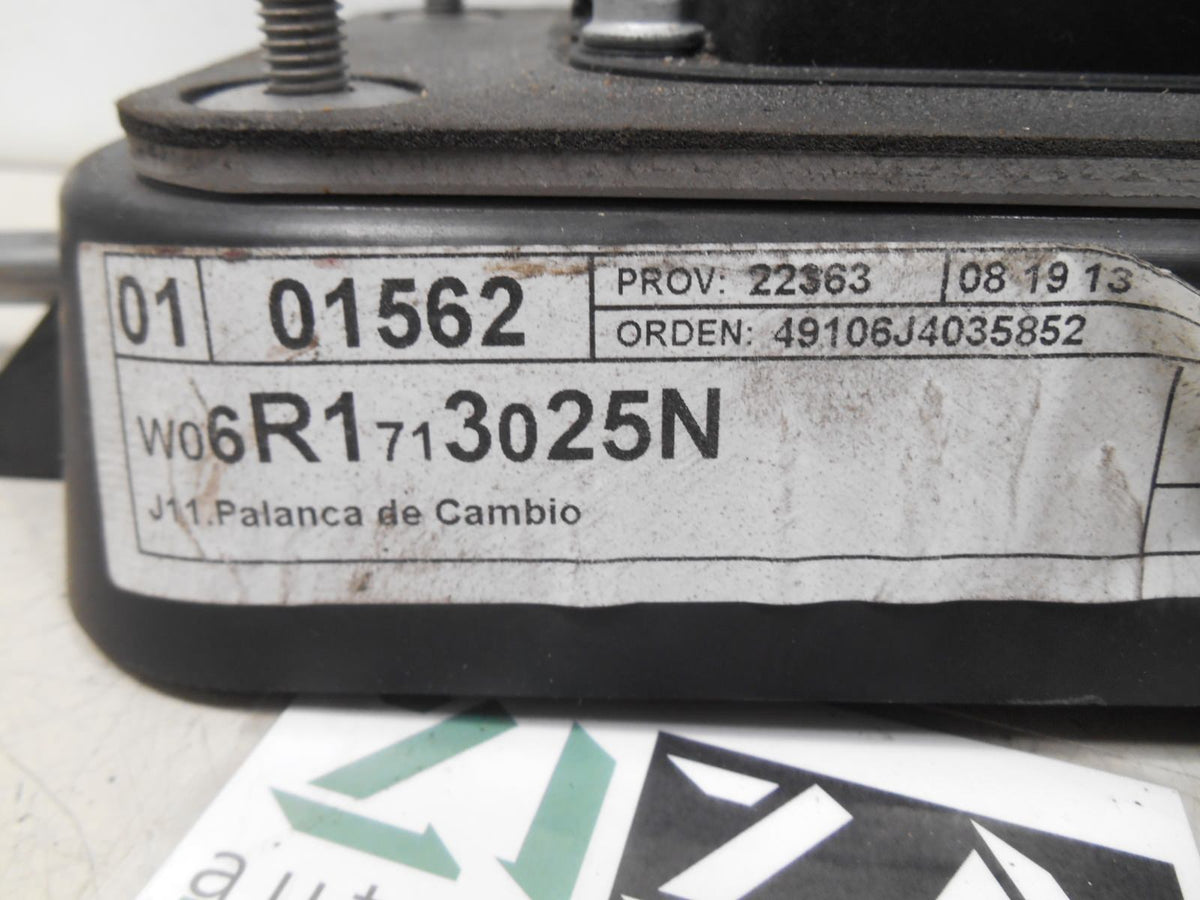 01 01562 PROV: 22363 08 19 13
ORDEN: 49106J4035852
W06R1713025N
J11.Palanca de Cambio